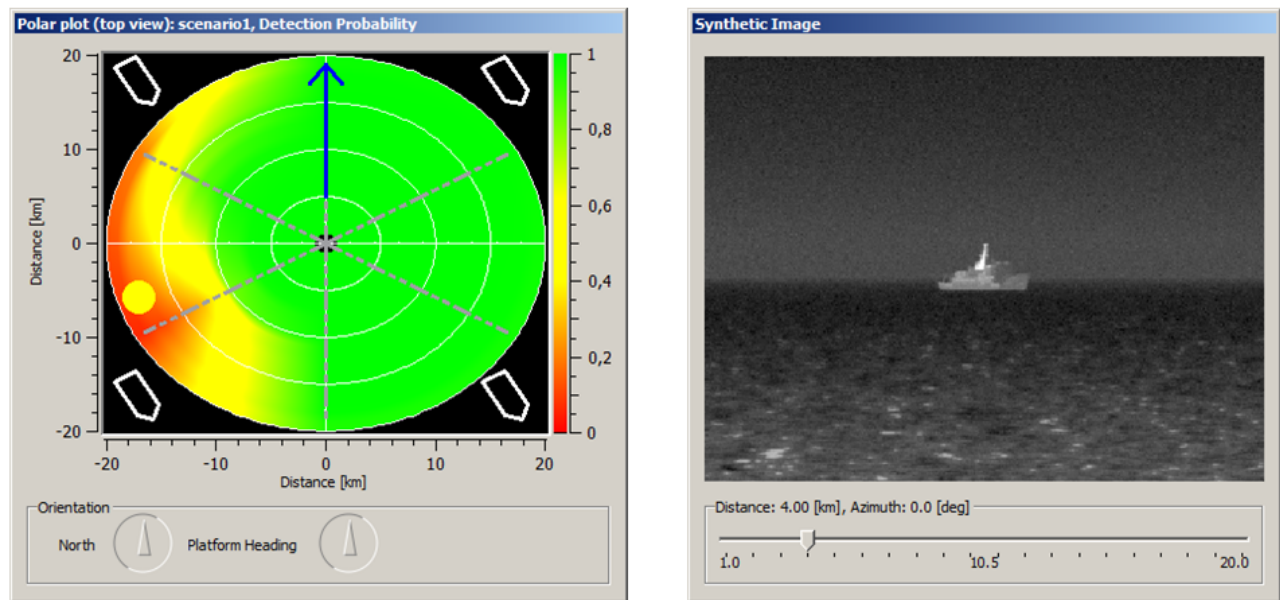 Polar plot (top view): scenario1, Detection Probability
20
10
0
-10
-20
Distance [km]
-20
-10
0
10
20
Distance [km]
1
0,8
0,6
0,4
0,2
0
Orientation
North
Platform Heading
Synthetic Image
Distance: 4.00 [km], Azimuth: 0.0 [deg]
1.0
10.5
20.0